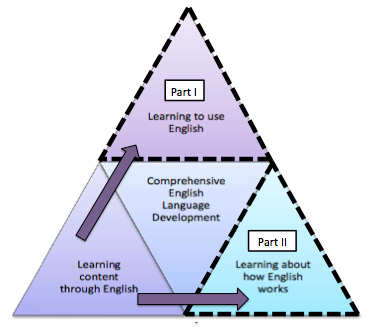 Part I
Learning to use
English
Comprehensive
English
Language
Development
Part II
Learning
content
through English
Learning about
how English
works